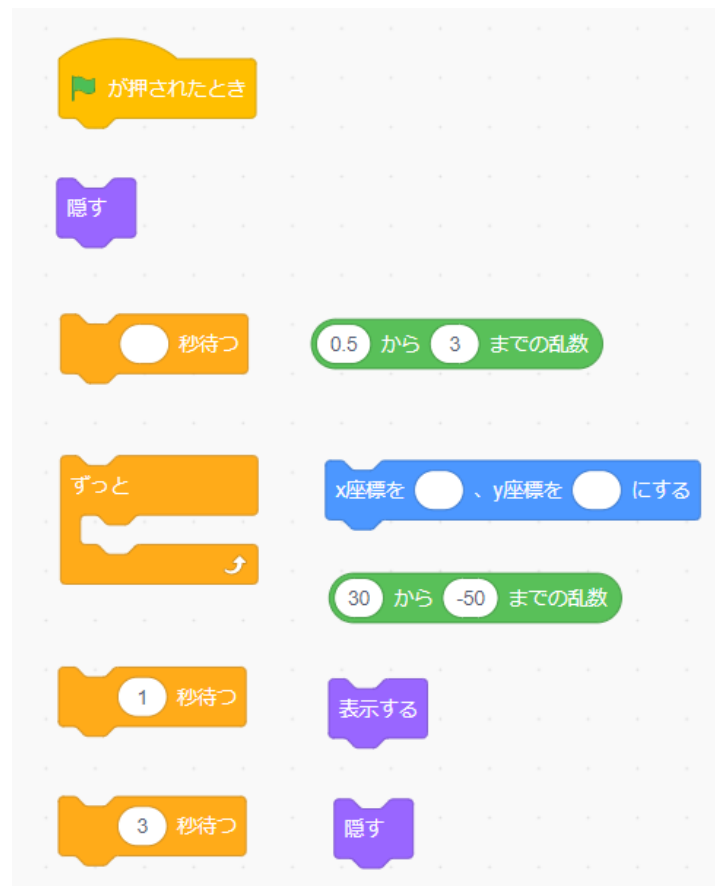 が押されたとき
隠す
秒待つ 0.5 から 3 までの乱数
ずっと x座標を 、y座標を にする
30 から -50 までの乱数
1 秒待つ 表示する
3 秒待つ 隠す